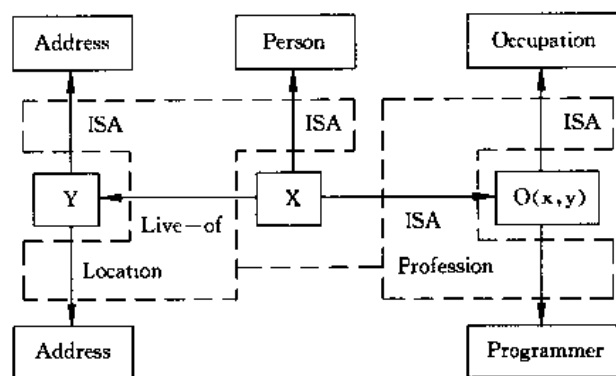 Address
Person
Occupation
ISA
ISA
ISA
Y
X
O(x,y)
Live-of
ISA
Location
Profession
Address
Programmer